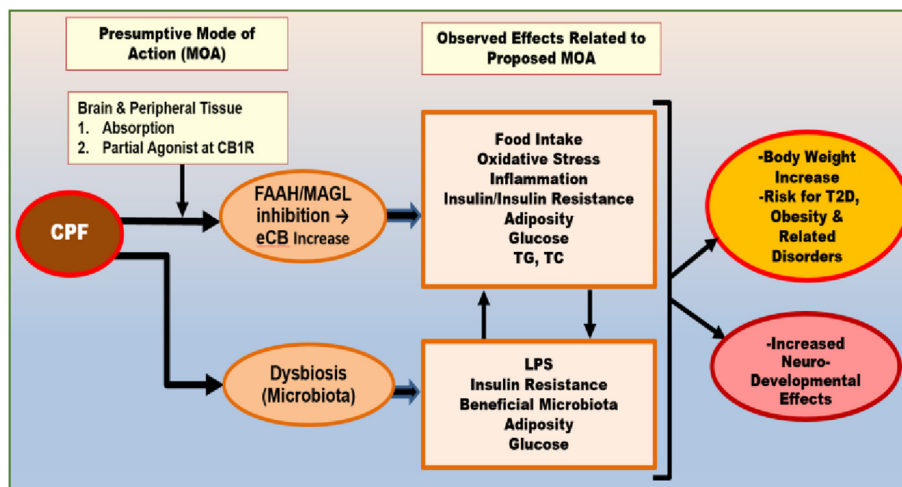 Presumptive Mode of
Action (MOA)
Observed Effects Related to
Proposed MOA
Brain & Peripheral Tissue
1. Absorption
2. Partial Agonist at CB1R
CPF
FAAH/MAGL
inhibition →
eCB Increase
Food Intake
Oxidative Stress
Inflammation
Insulin/Insulin Resistance
Adiposity
Glucose
TG, TC
-Body Weight
Increase
-Risk for T2D,
Obesity &
Related
Disorders
Dysbiosis
(Microbiota)
LPS
Insulin Resistance
Beneficial Microbiota
Adiposity
Glucose
-Increased
Neuro-
Developmental
Effects